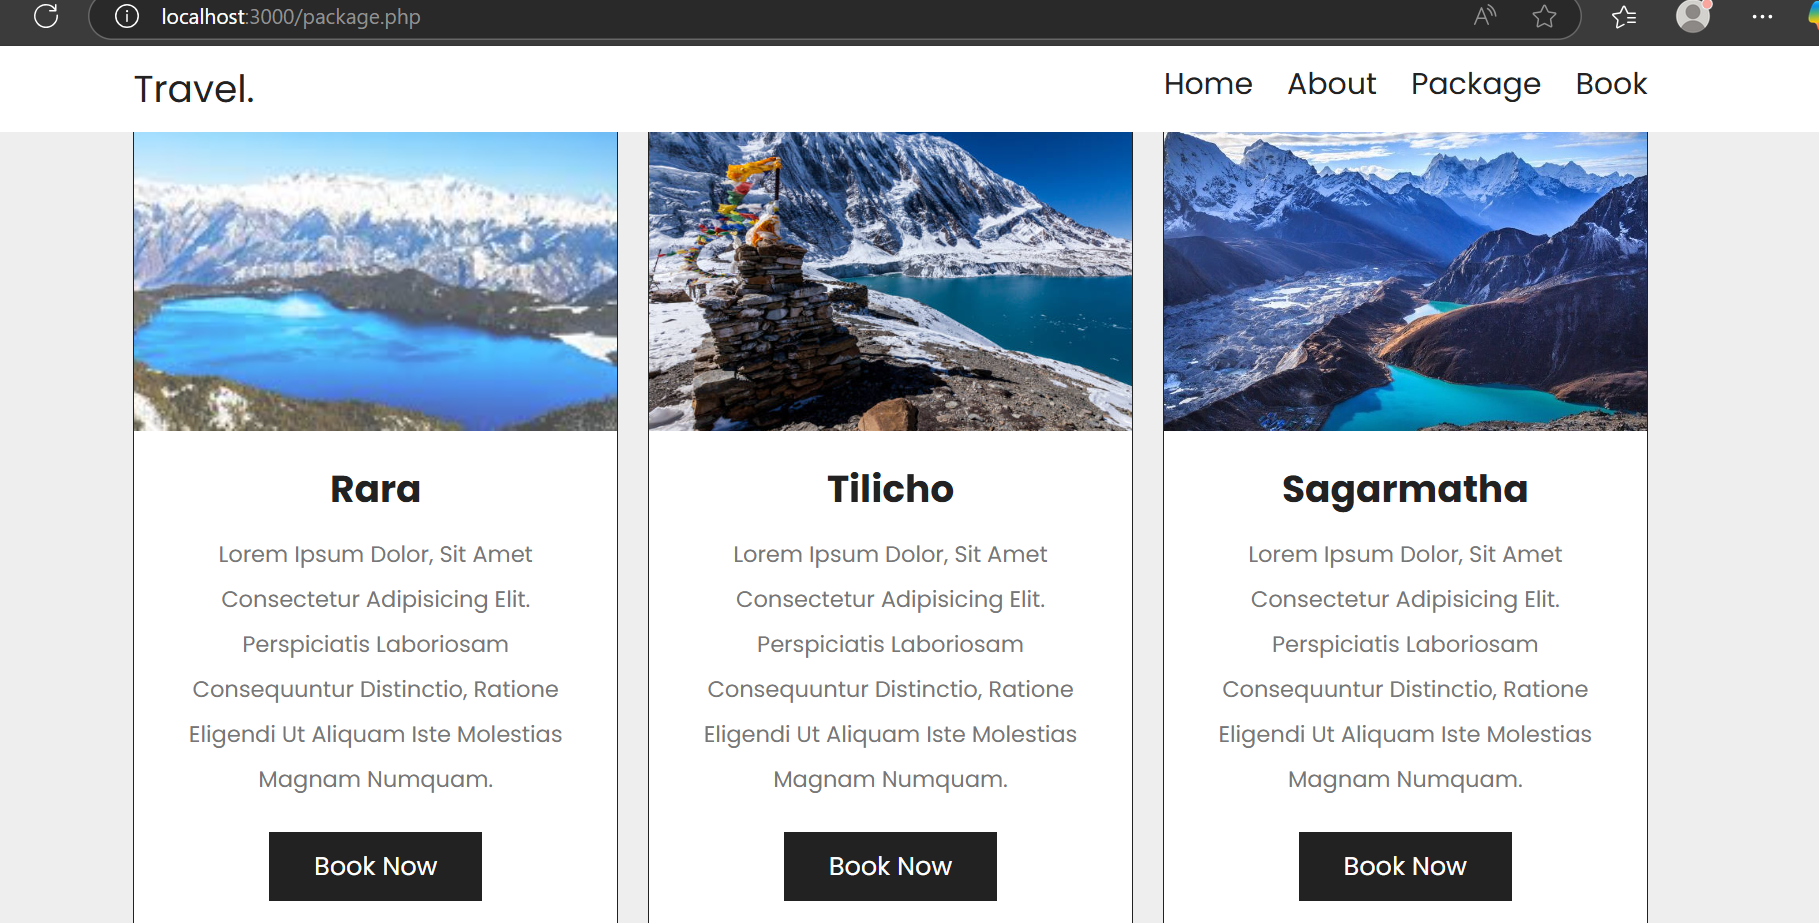 localhost:3000/package.php
Travel.
Home About Package Book
Rara
Lorem Ipsum Dolor, Sit Amet
Consectetur Adipisicing Elit.
Perspiciatis Laboriosam
Consequuntur Distinctio, Ratione
Eligendi Ut Aliquam Iste Molestias
Magnam Numquam.
Book Now
Tilicho
Lorem Ipsum Dolor, Sit Amet
Consectetur Adipisicing Elit.
Perspiciatis Laboriosam
Consequuntur Distinctio, Ratione
Eligendi Ut Aliquam Iste Molestias
Magnam Numquam.
Book Now
Sagarmatha
Lorem Ipsum Dolor, Sit Amet
Consectetur Adipisicing Elit.
Perspiciatis Laboriosam
Consequuntur Distinctio, Ratione
Eligendi Ut Aliquam Iste Molestias
Magnam Numquam.
Book Now